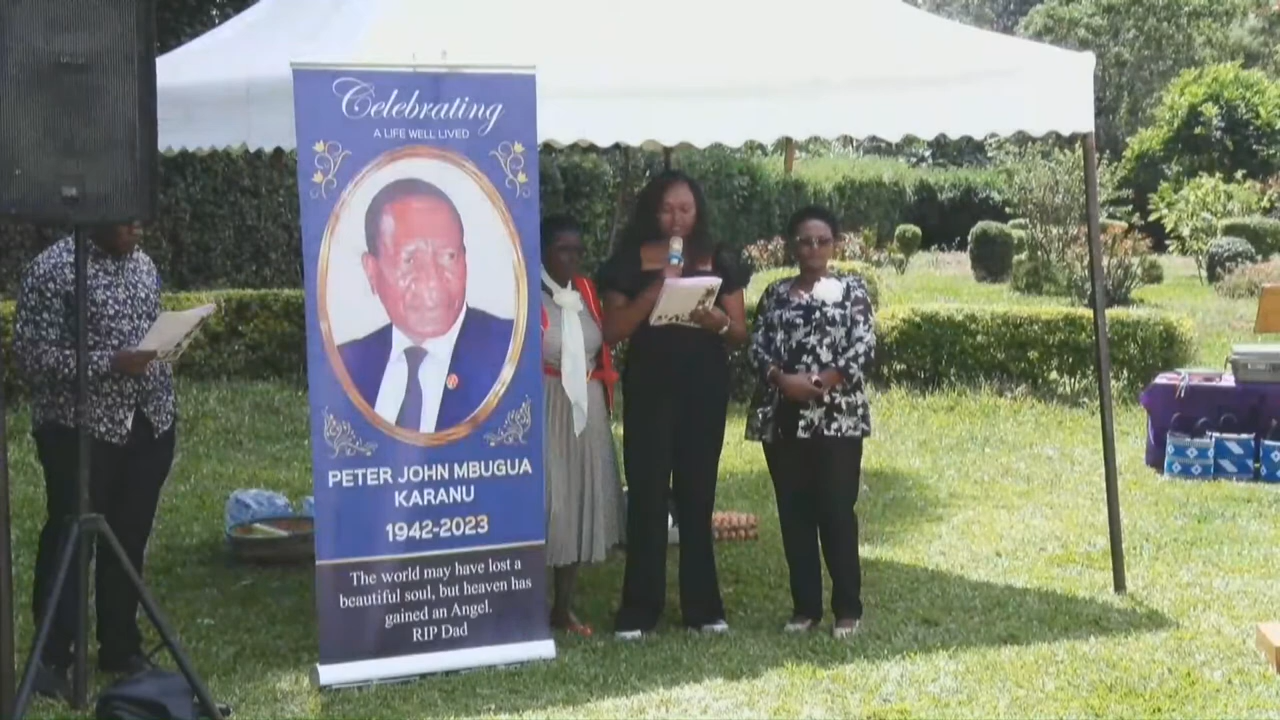 Celebrating
A LIFE WELL LIVED
PETER JOHN MBUGUA
KARANU
1942-2023
The world may have lost a
beautiful soul, but heaven has
gained an Angel.
RIP Dad